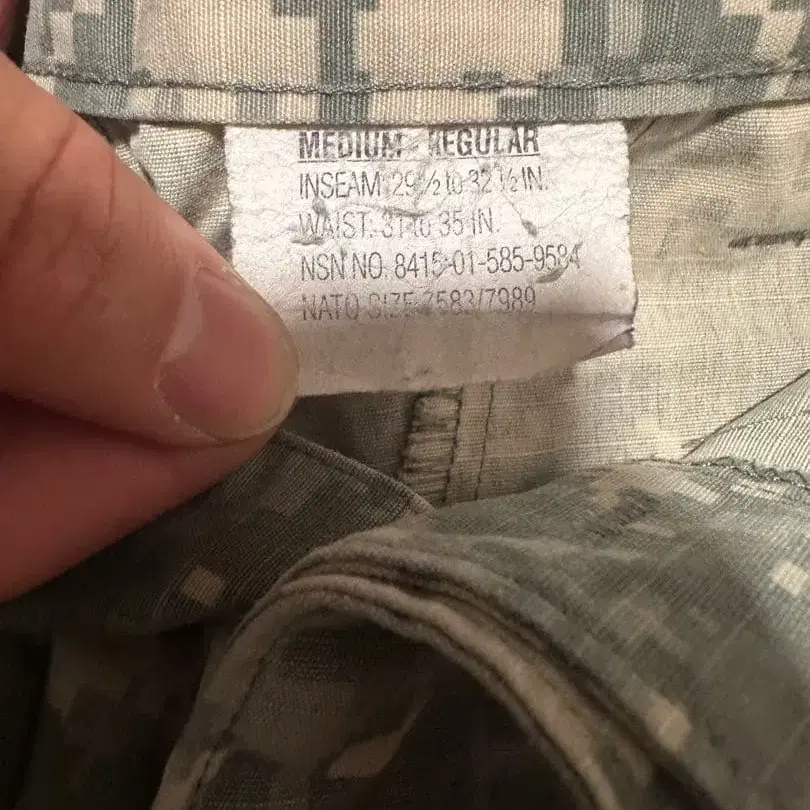 MEDIUM - REGULAR
INSEAM: 29 ½ to 32 ½ IN.
WAIST: 31 to 35 IN.
NSN NO. 8415-01-585-9584
NATO SIZE 7583/7989